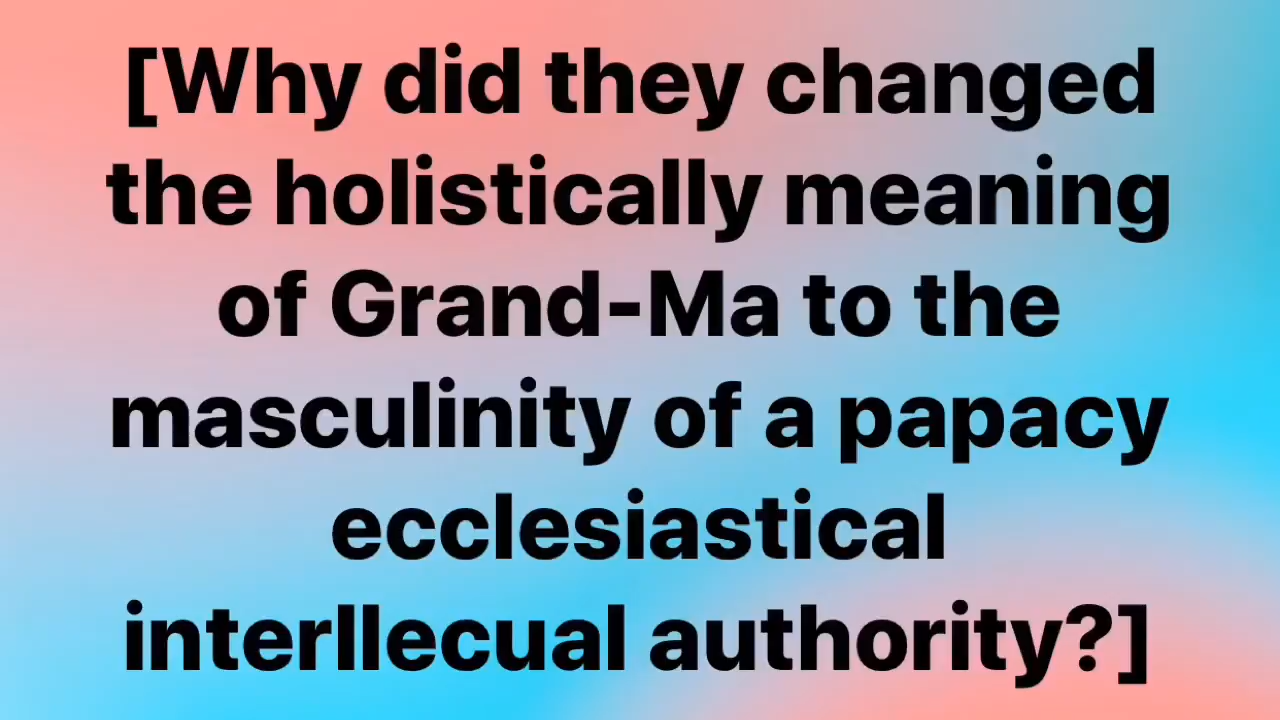 [Why did they changed
the holistically meaning
of Grand-Ma to the
masculinity of a papacy
ecclesiastical
interllecual authority?]